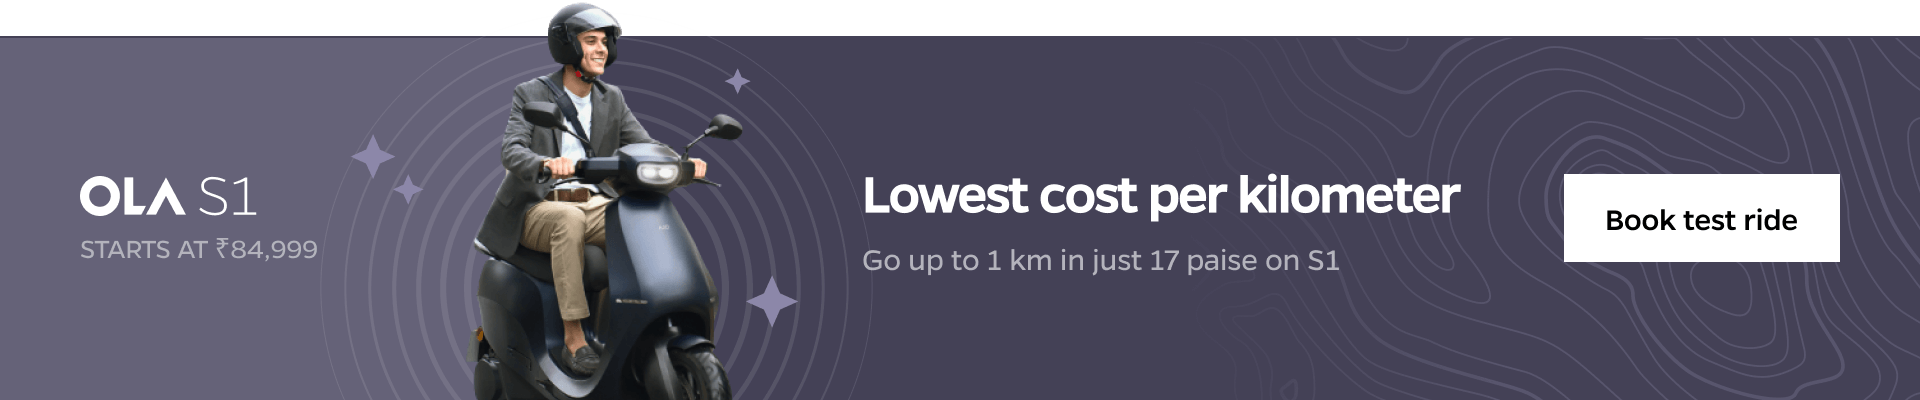 OLA S1
STARTS AT ₹84,999
Lowest cost per kilometer
Go up to 1 km in just 17 paise on S1
Book test ride